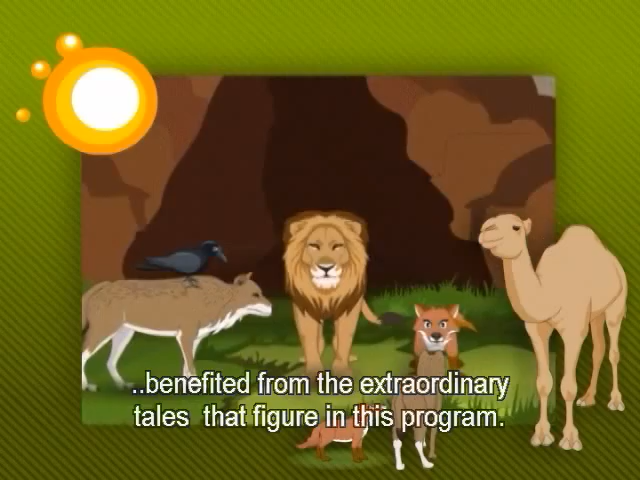 ..benefited from the extraordinary
tales  that figure in this program.